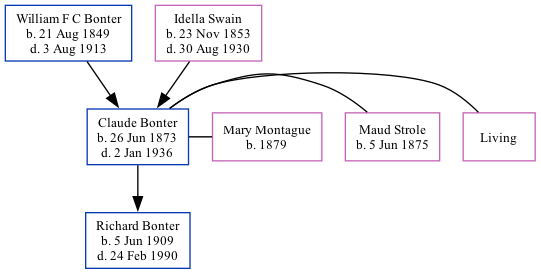 William F C Bonter
b. 21 Aug 1849
d. 3 Aug 1913
Idella Swain
b. 23 Nov 1853
d. 30 Aug 1930
Claude Bonter
b. 26 Jun 1873
d. 2 Jan 1936
Mary Montague
b. 1879
Maud Strole
b. 5 Jun 1875
Living
Richard Bonter
b. 5 Jun 1909
d. 24 Feb 1990